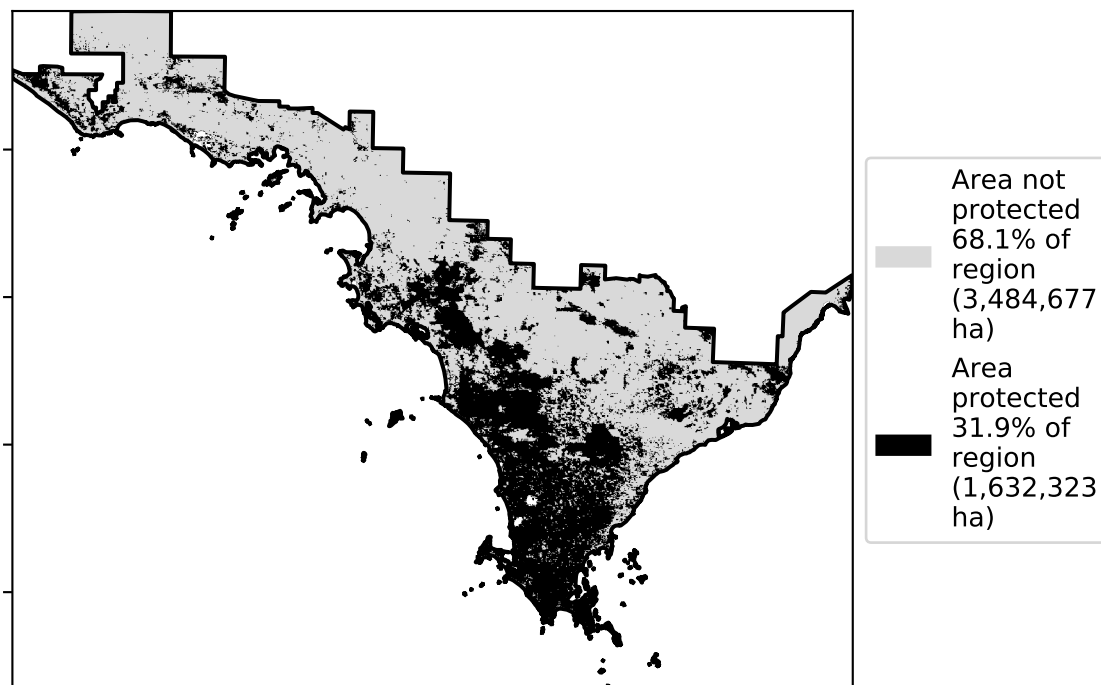 Area not
protected
68.1% of
region
(3,484,677
ha)
Area
protected
31.9% of
region
(1,632,323
ha)